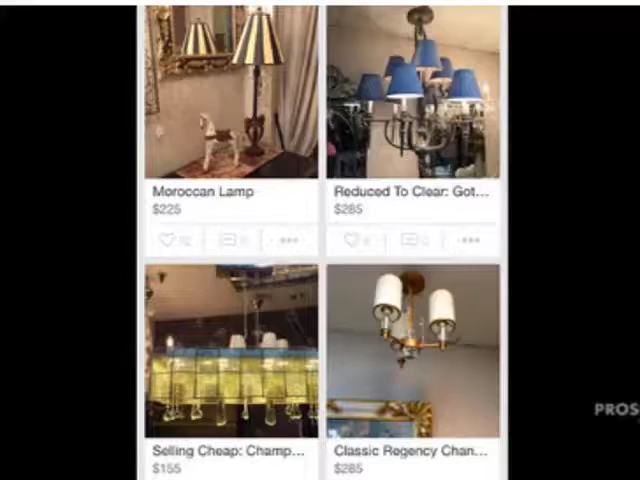 Moroccan Lamp
$225
Reduced To Clear: Got...
$285
Selling Cheap: Champ...
$155
Classic Regency Chan...
$285
PROS